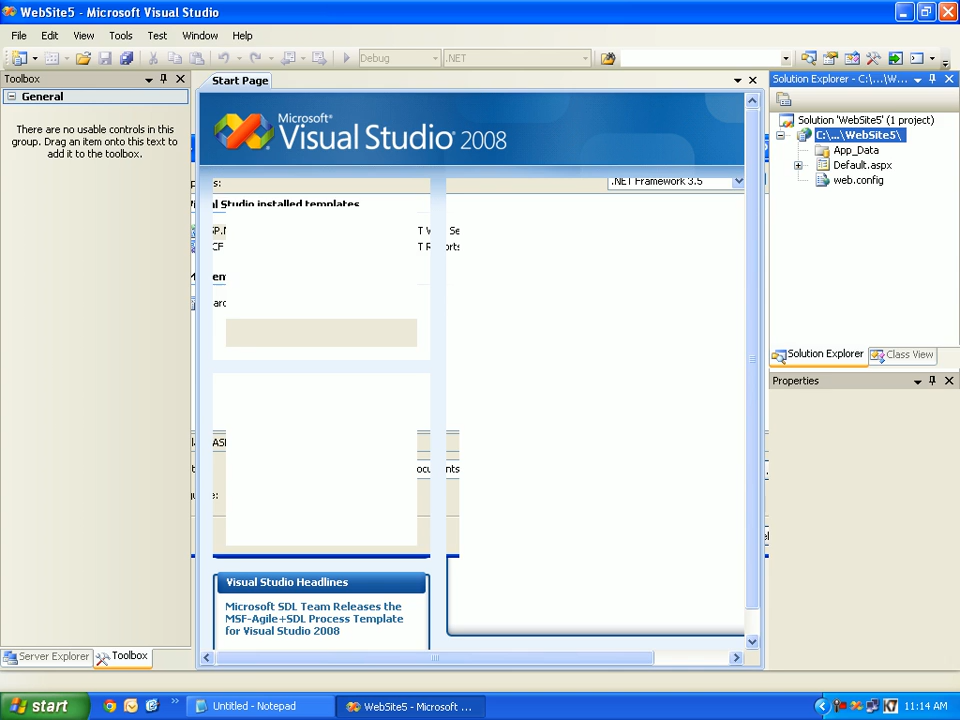 WebSite5 - Microsoft Visual Studio
File Edit View Tools Test Window Help
Debug .NET
Toolbox
General
There are no usable controls in this
group. Drag an item onto this text to
add it to the toolbox.
Server Explorer Toolbox
Start Page
Microsoft®
Visual Studio® 2008
.NET Framework 3.5
l Studio installed templates
Visual Studio Headlines
Microsoft SDL Team Releases the
MSF-Agile+SDL Process Template
for Visual Studio 2008
Solution Explorer - C:\...\W...
Solution 'WebSite5' (1 project)
C:\...\WebSite5\
App_Data
Default.aspx
web.config
Solution Explorer Class View
Properties
start
Untitled - Notepad
WebSite5 - Microsoft ...
11:14 AM